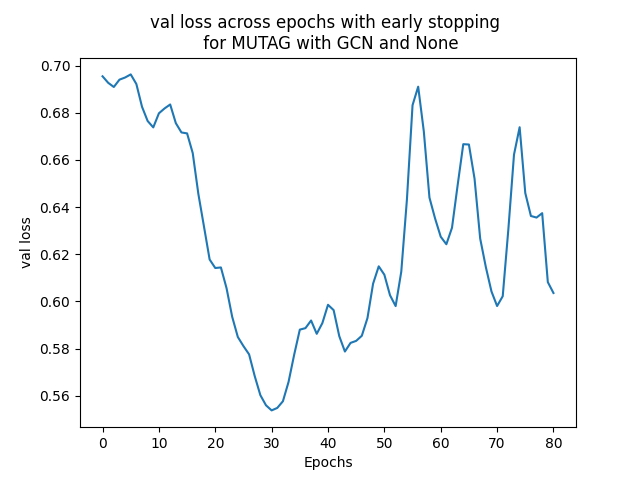 val loss across epochs with early stopping
for MUTAG with GCN and None
0.70
0.68
0.66
0.64
0.62
0.60
0.58
0.56
val loss
0 10 20 30 40 50 60 70 80
Epochs